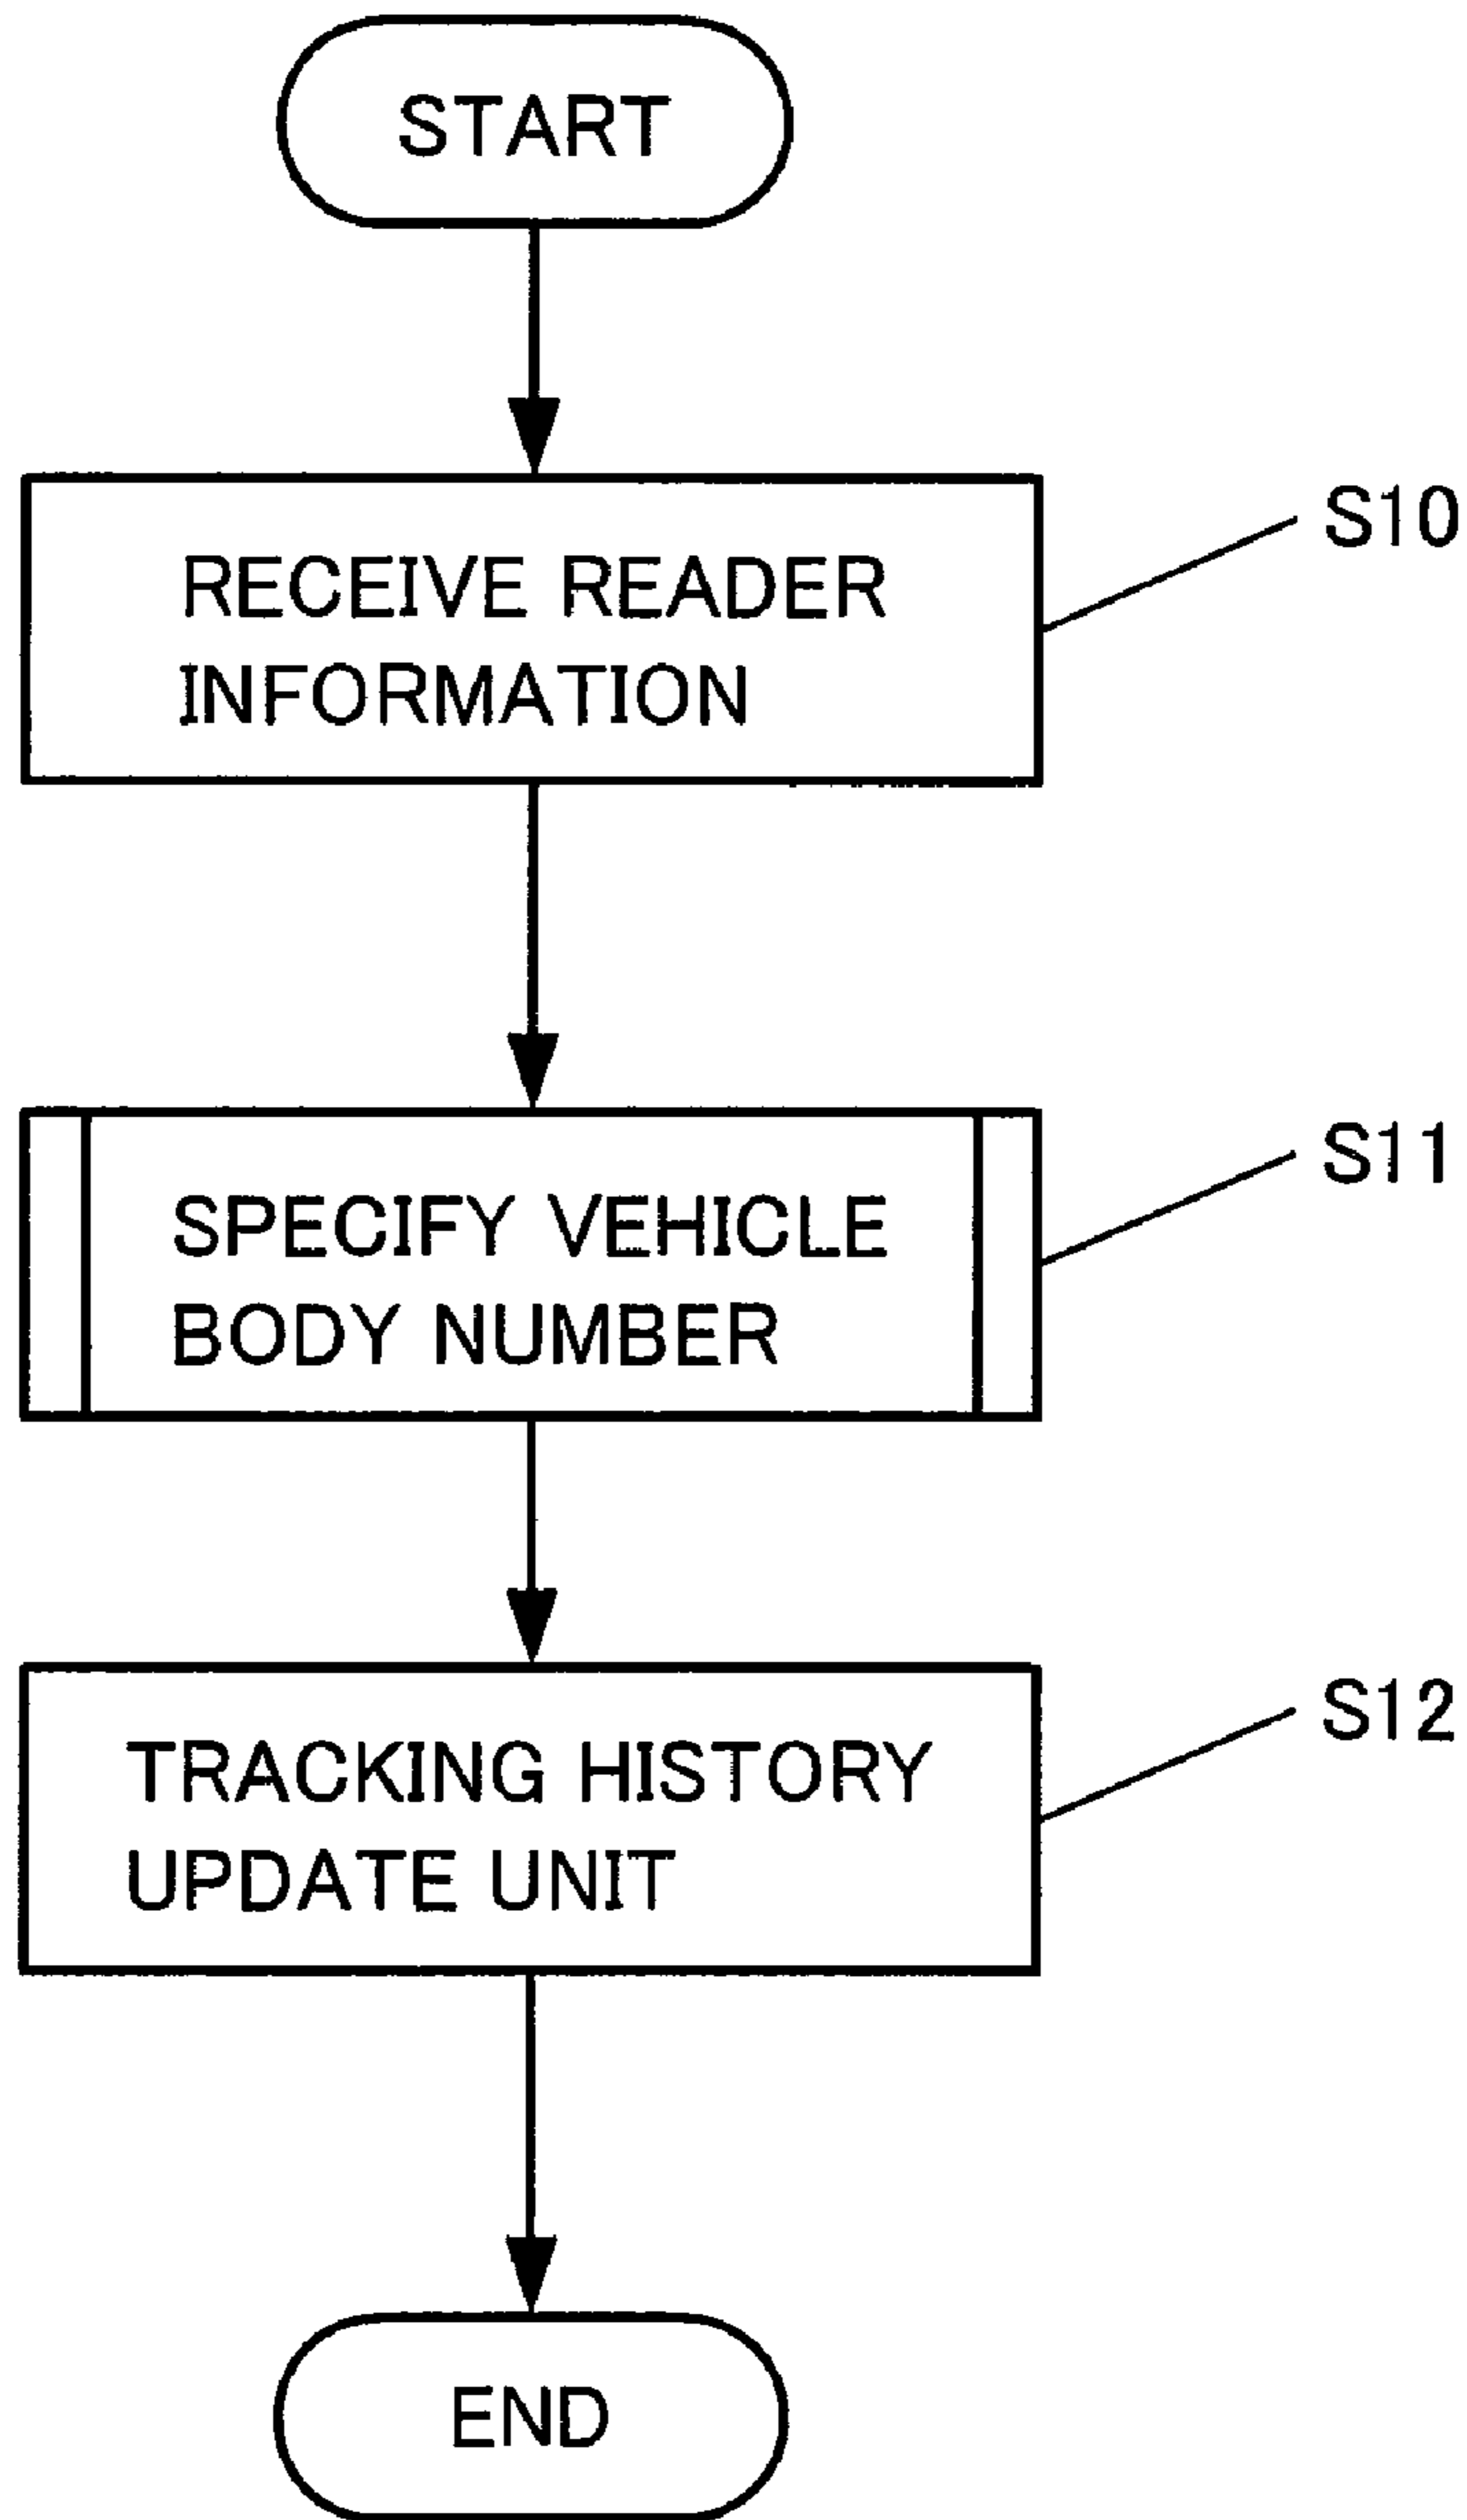 START
RECEIVE READER
INFORMATION
S10
SPECIFY VEHICLE
BODY NUMBER
S11
TRACKING HISTORY
UPDATE UNIT
S12
END